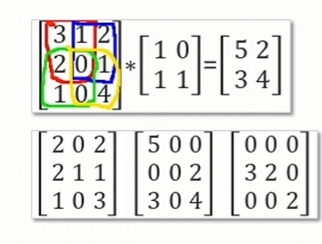 [3 1 2
2 0 1
1 0 4] * [1 0
1 1] = [5 2
3 4]
[2 0 2
2 1 1
1 0 3] [5 0 0
0 0 2
3 0 4] [0 0 0
3 2 0
0 0 2]